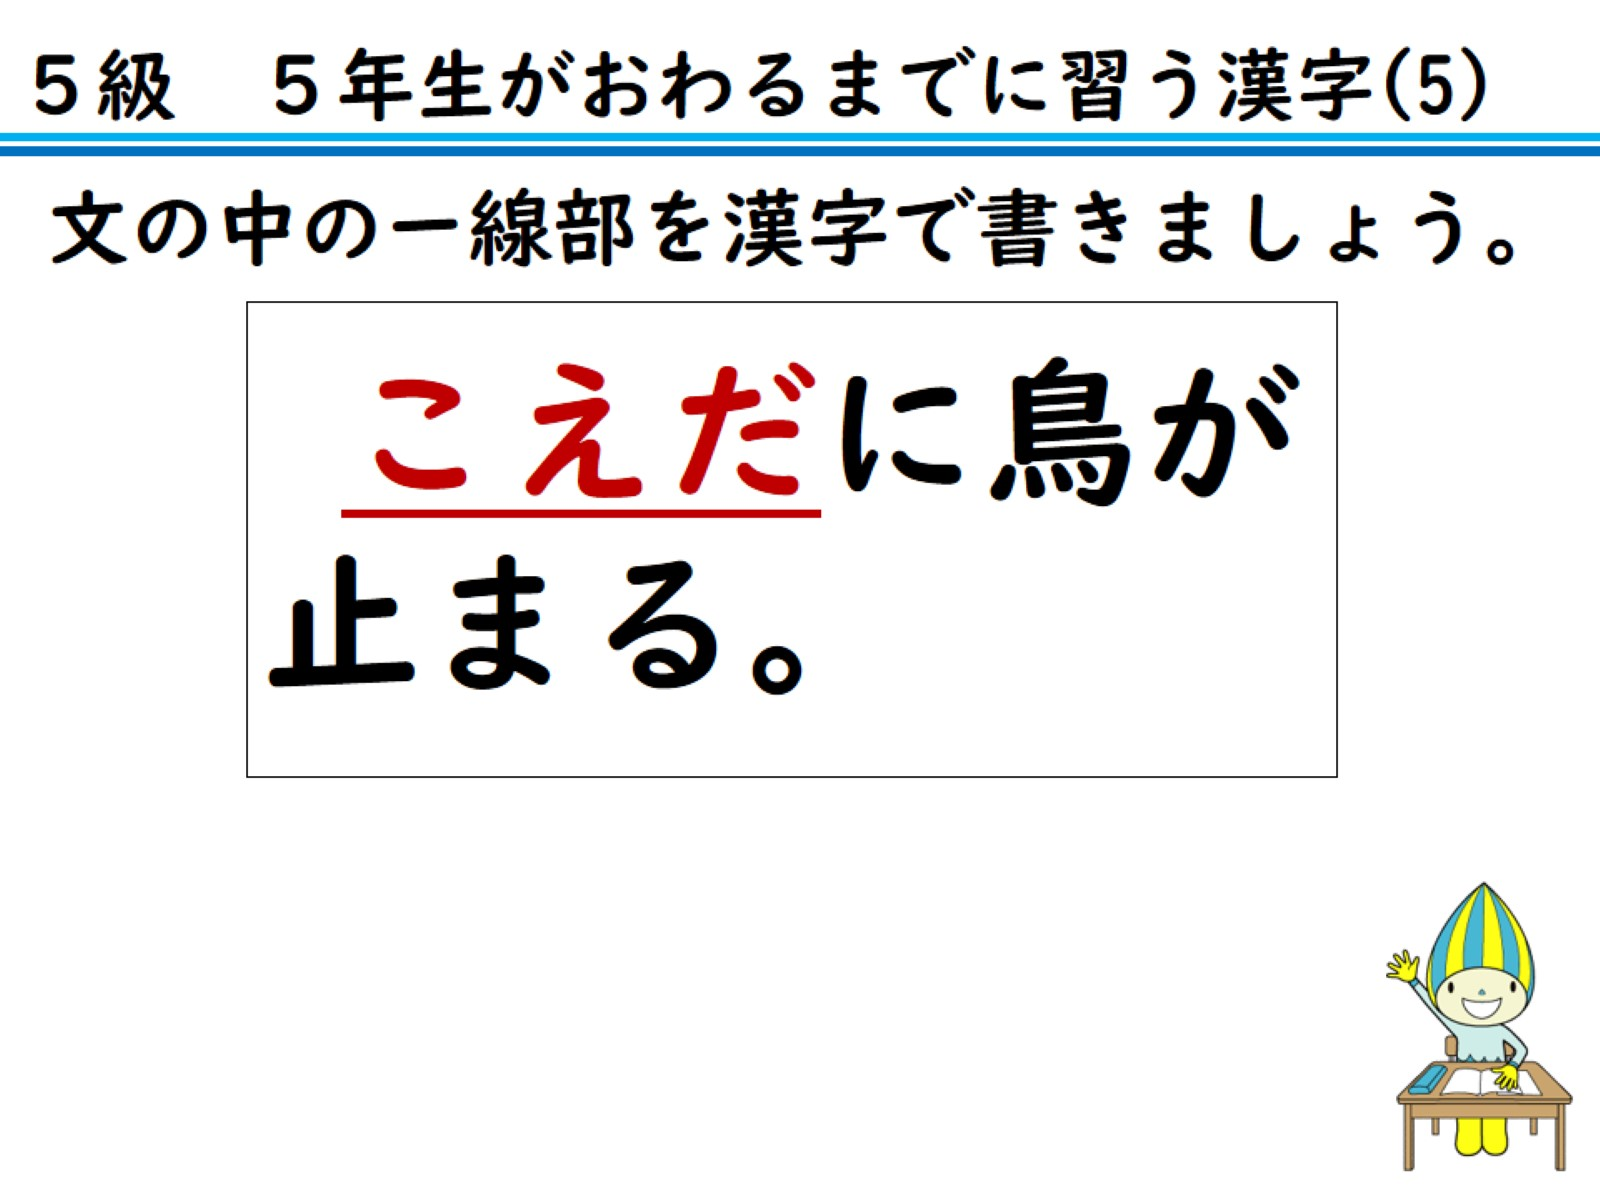 ５級　５年生がおわるまでに習う漢字(5)
文の中の―線部を漢字で書きましょう。
こえだに鳥が
止まる。